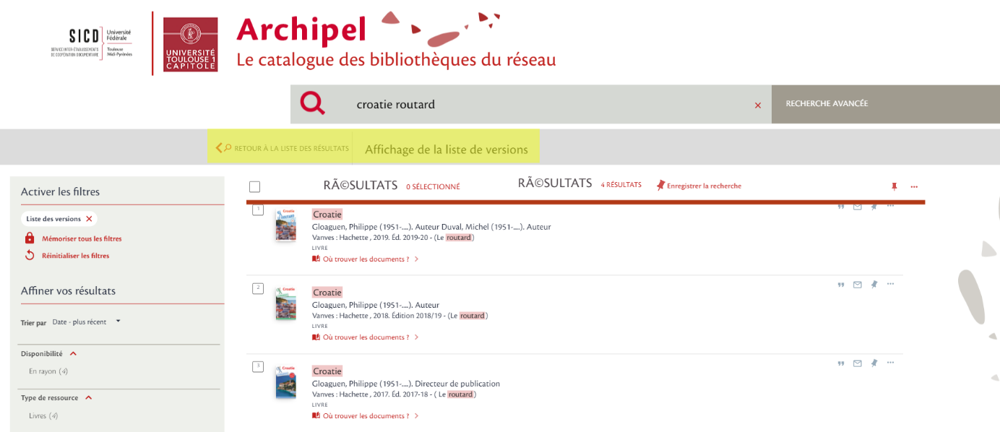 SICD
SERVICE INTER-ÉTABLISSEMENTS
DE COOPÉRATION DOCUMENTAIRE
Université
Fédérale
Toulouse
Midi-Pyrénées
UNIVERSITÉ
TOULOUSE 1
CAPITOLE
Archipel
Le catalogue des bibliothèques du réseau
croatie routard
RECHERCHE AVANCÉE
RETOUR À LA LISTE DES RÉSULTATS
Affichage de la liste de versions
Activer les filtres
Liste des versions
Mémoriser tous les filtres
Réinitialiser les filtres
Affiner vos résultats
Trier par Date - plus récent
Disponibilité
En rayon (4)
Type de ressource
Livres (4)
RÃ©SULTATS 0 SÉLECTIONNÉ
RÃ©SULTATS 4 RÉSULTATS Enregistrer la recherche
1
Croatie
Gloaguen, Philippe (1951-....). Auteur Duval, Michel (1951-....). Auteur
Vanves : Hachette , 2019. Éd. 2019-20 - (Le routard)
LIVRE
Où trouver les documents ?
2
Croatie
Gloaguen, Philippe (1951-....). Auteur
Vanves : Hachette , 2018. Édition 2018/19 - (Le routard)
LIVRE
Où trouver les documents ?
3
Croatie
Gloaguen, Philippe (1951-....). Directeur de publication
Vanves : Hachette , 2017. Éd. 2017-18 - ( Le routard)
LIVRE
Où trouver les documents ?